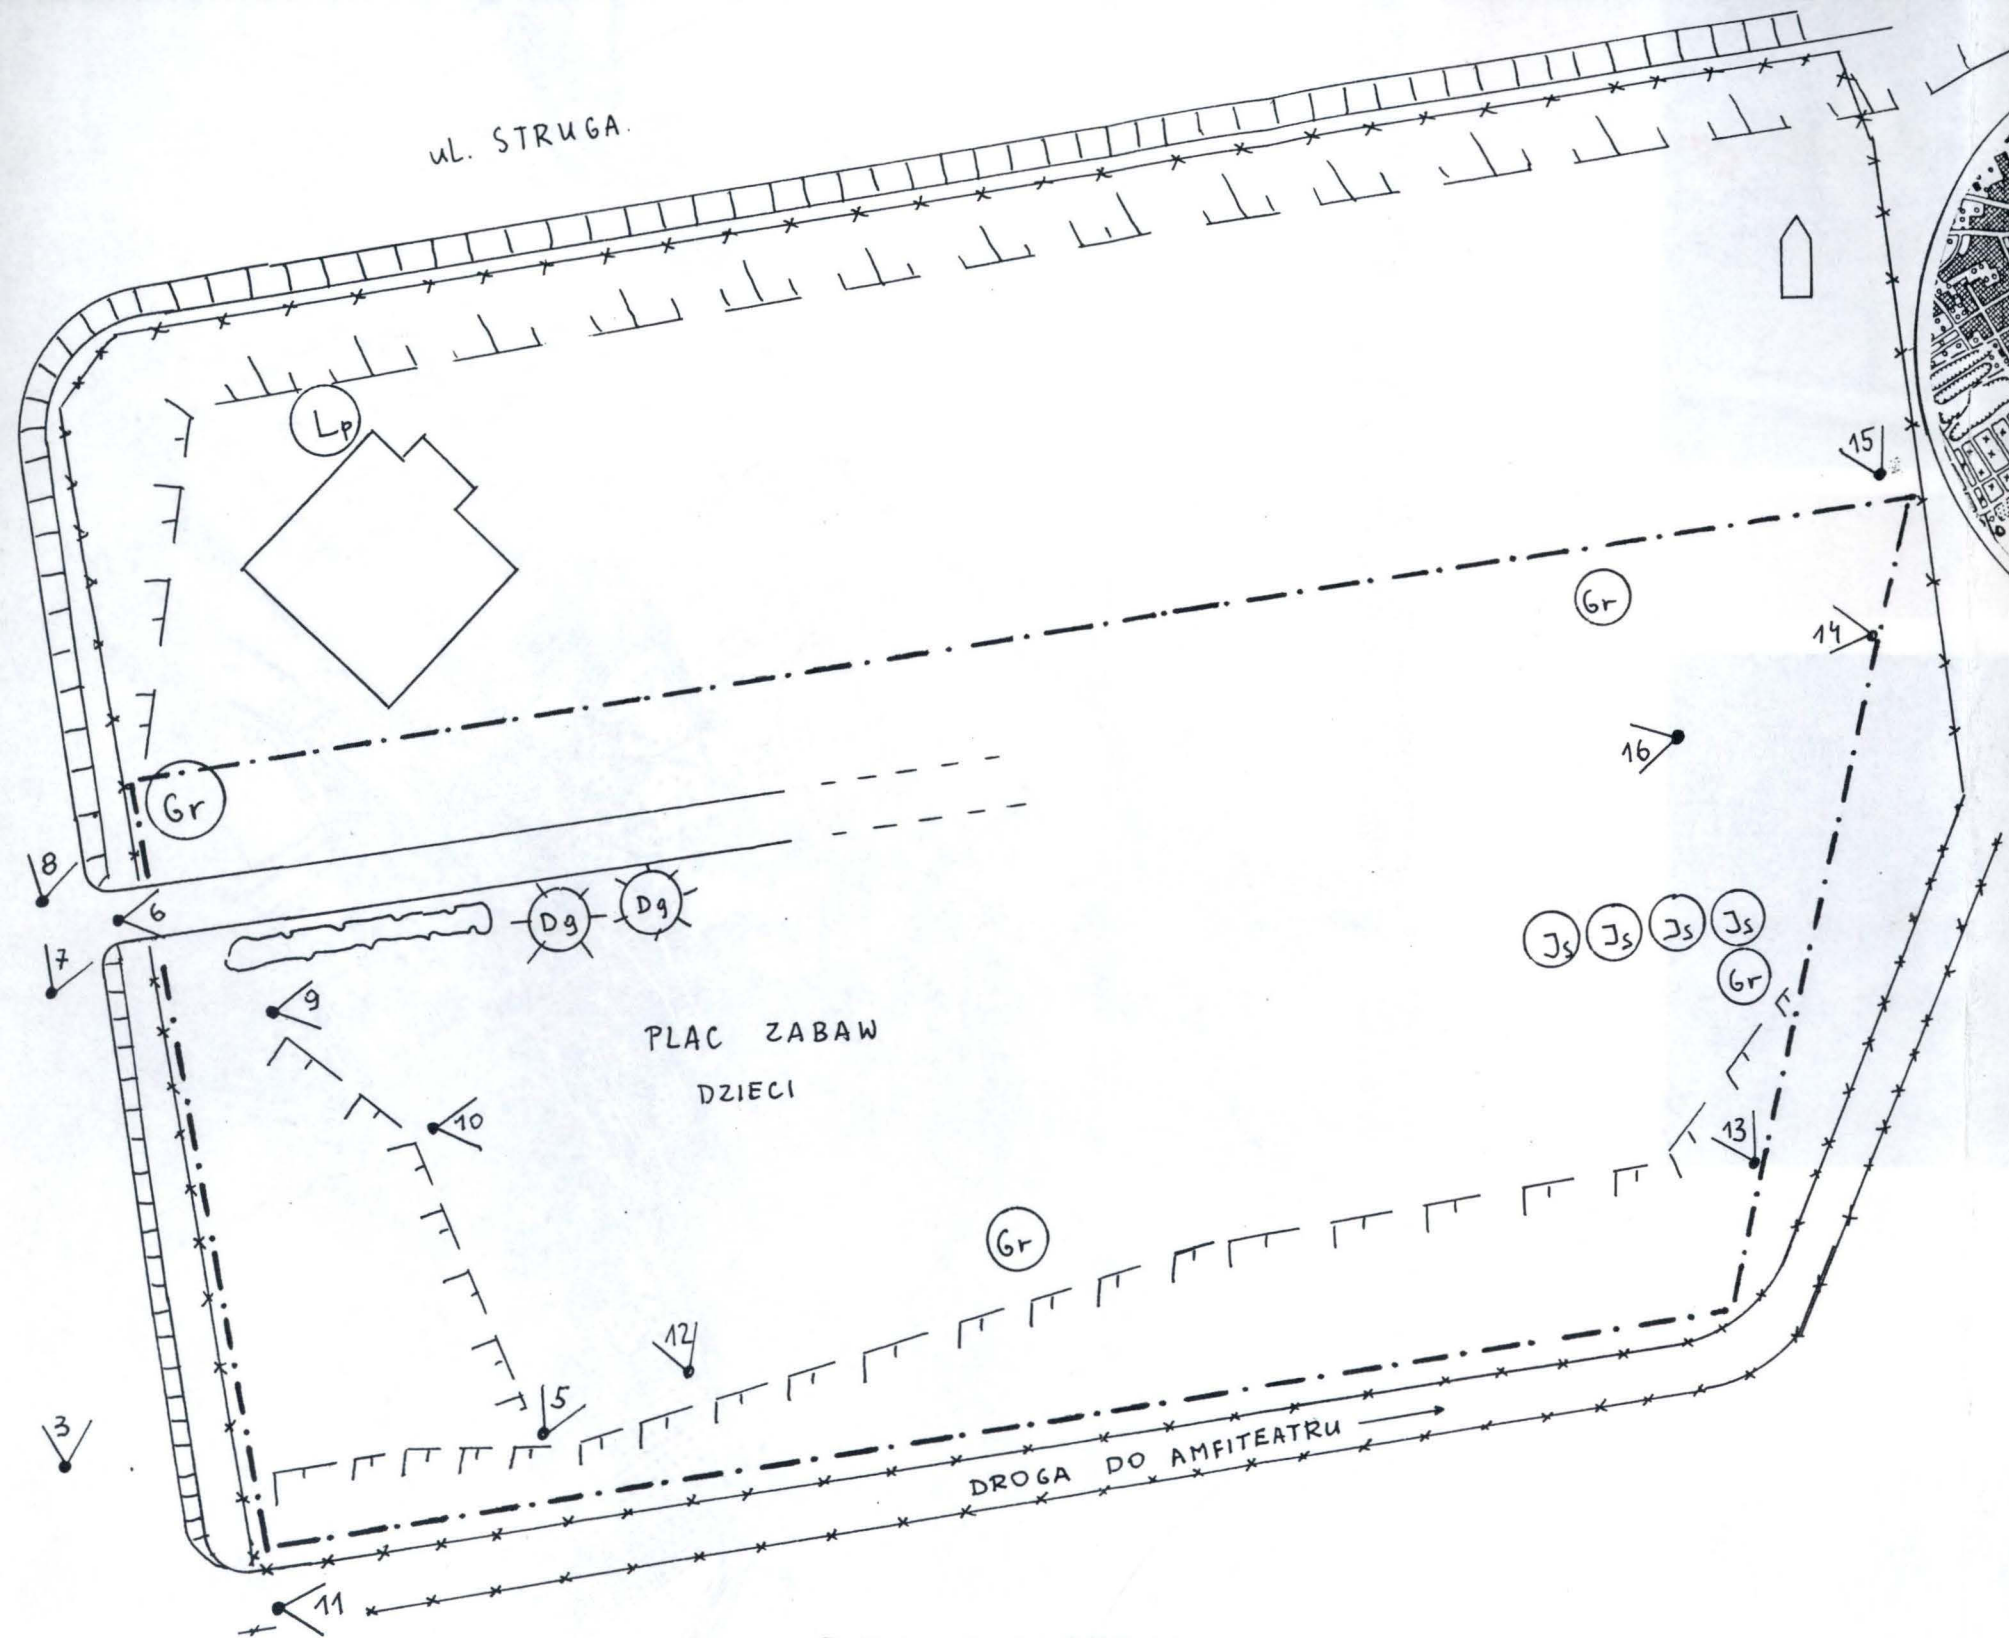 uL. STRUGA.
Lp
15
Gr
14
16
Gr
8
6
7
Dg
Dg
Js
Js
Js
Js
Gr
9
PLAC ZABAW
DZIECI
10
13
Gr
12
5
3
DROGA DO AMFITEATRU
11